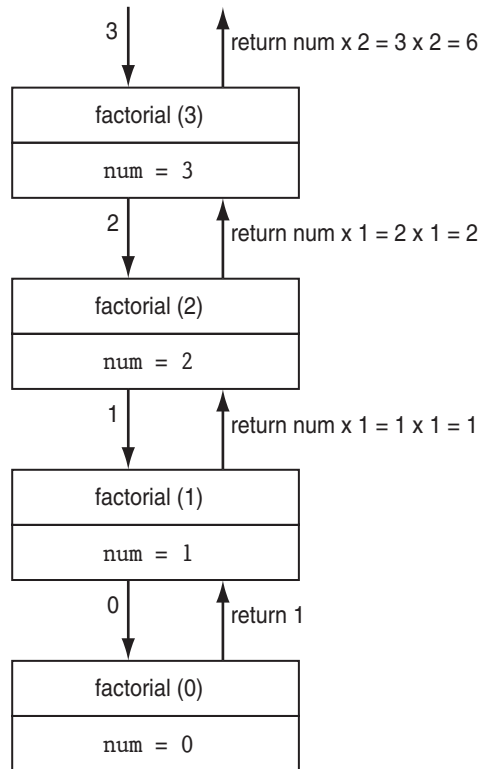 3
return num x 2 = 3 x 2 = 6
factorial (3)
num = 3
2
return num x 1 = 2 x 1 = 2
factorial (2)
num = 2
1
return num x 1 = 1 x 1 = 1
factorial (1)
num = 1
0
return 1
factorial (0)
num = 0